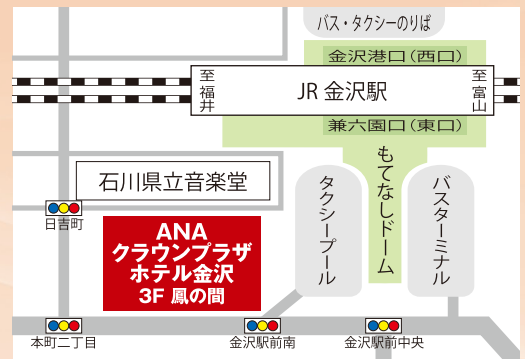 バス・タクシーのりば
金沢港口(西口)
至福井
JR 金沢駅
至富山
兼六園口(東口)
もてなしドーム
石川県立音楽堂
タクシープール
バスターミナル
日吉町
ANA
クラウンプラザ
ホテル金沢
3F 鳳の間
本町二丁目
金沢駅前南
金沢駅前中央